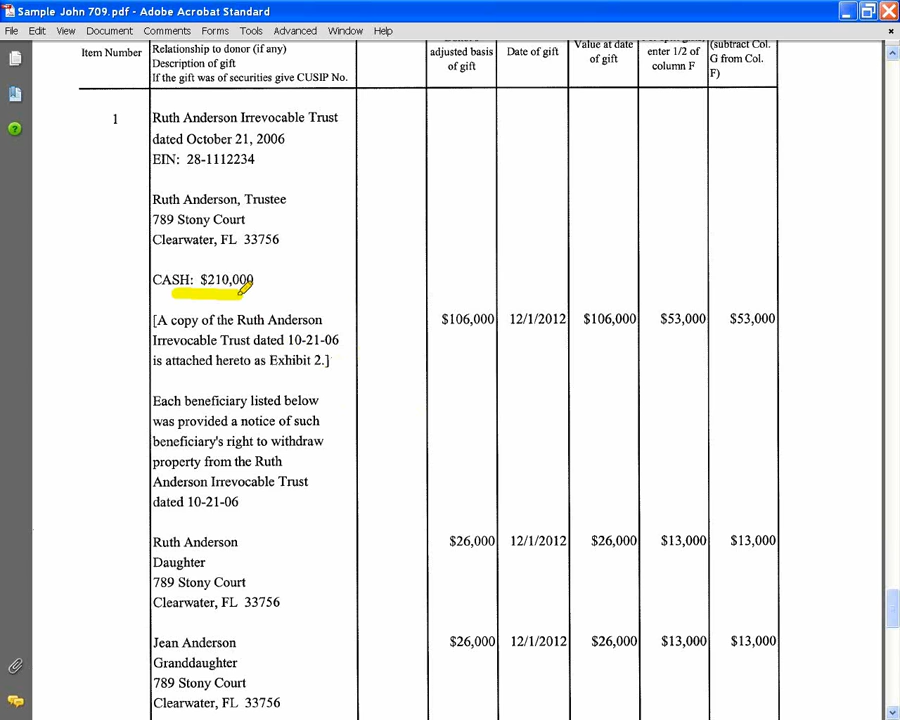 Sample John 709.pdf - Adobe Acrobat Standard
File Edit View Document Comments Forms Tools Advanced Window Help
Item Number
Relationship to donor (if any)
Description of gift
If the gift was of securities give CUSIP No.
adjusted basis
of gift
Date of gift
Value at date
of gift
enter 1/2 of
column F
(subtract Col.
G from Col.
F)
1
Ruth Anderson Irrevocable Trust
dated October 21, 2006
EIN: 28-1112234
Ruth Anderson, Trustee
789 Stony Court
Clearwater, FL 33756
CASH: $210,000
[A copy of the Ruth Anderson $106,000 12/1/2012 $106,000 $53,000 $53,000
Irrevocable Trust dated 10-21-06
is attached hereto as Exhibit 2.]
Each beneficiary listed below
was provided a notice of such
beneficiary's right to withdraw
property from the Ruth
Anderson Irrevocable Trust
dated 10-21-06
Ruth Anderson $26,000 12/1/2012 $26,000 $13,000 $13,000
Daughter
789 Stony Court
Clearwater, FL 33756
Jean Anderson $26,000 12/1/2012 $26,000 $13,000 $13,000
Granddaughter
789 Stony Court
Clearwater, FL 33756